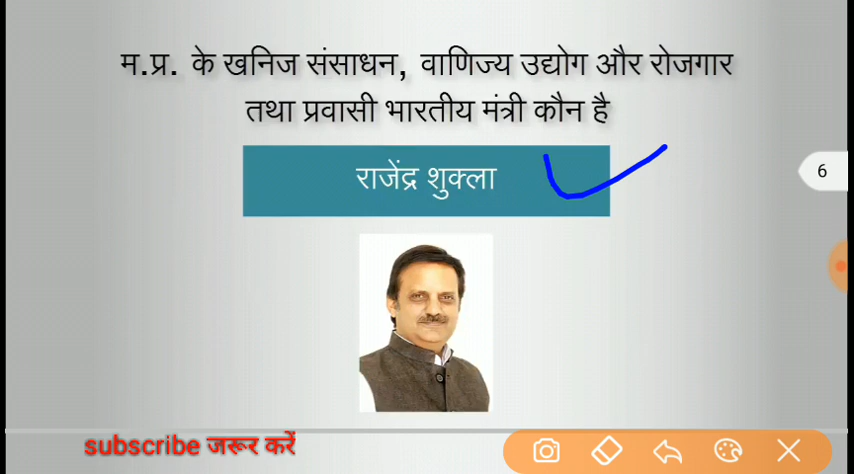 म.प्र. के खनिज संसाधन, वाणिज्य उद्योग और रोजगार
तथा प्रवासी भारतीय मंत्री कौन है
राजेंद्र शुक्ला
6
subscribe जरूर करें